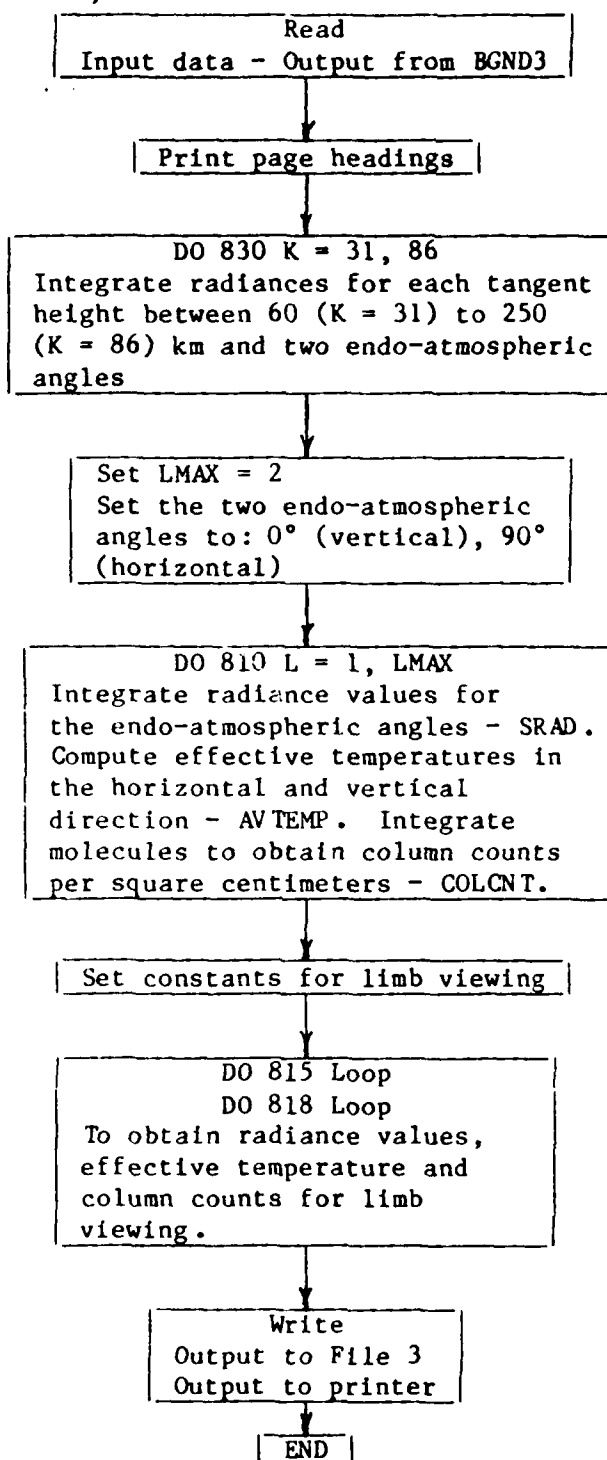 Read
Input data - Output from BGND3
Print page headings
DO 830 K = 31, 86
Integrate radiances for each tangent
height between 60 (K = 31) to 250
(K = 86) km and two endo-atmospheric
angles
Set LMAX = 2
Set the two endo-atmospheric
angles to: 0° (vertical), 90°
(horizontal)
DO 810 L = 1, LMAX
Integrate radiance values for
the endo-atmospheric angles - SRAD.
Compute effective temperatures in
the horizontal and vertical
direction - AVTEMP. Integrate
molecules to obtain column counts
per square centimeters - COLCNT.
Set constants for limb viewing
DO 815 Loop
DO 818 Loop
To obtain radiance values,
effective temperature and
column counts for limb
viewing.
Write
Output to File 3
Output to printer
END